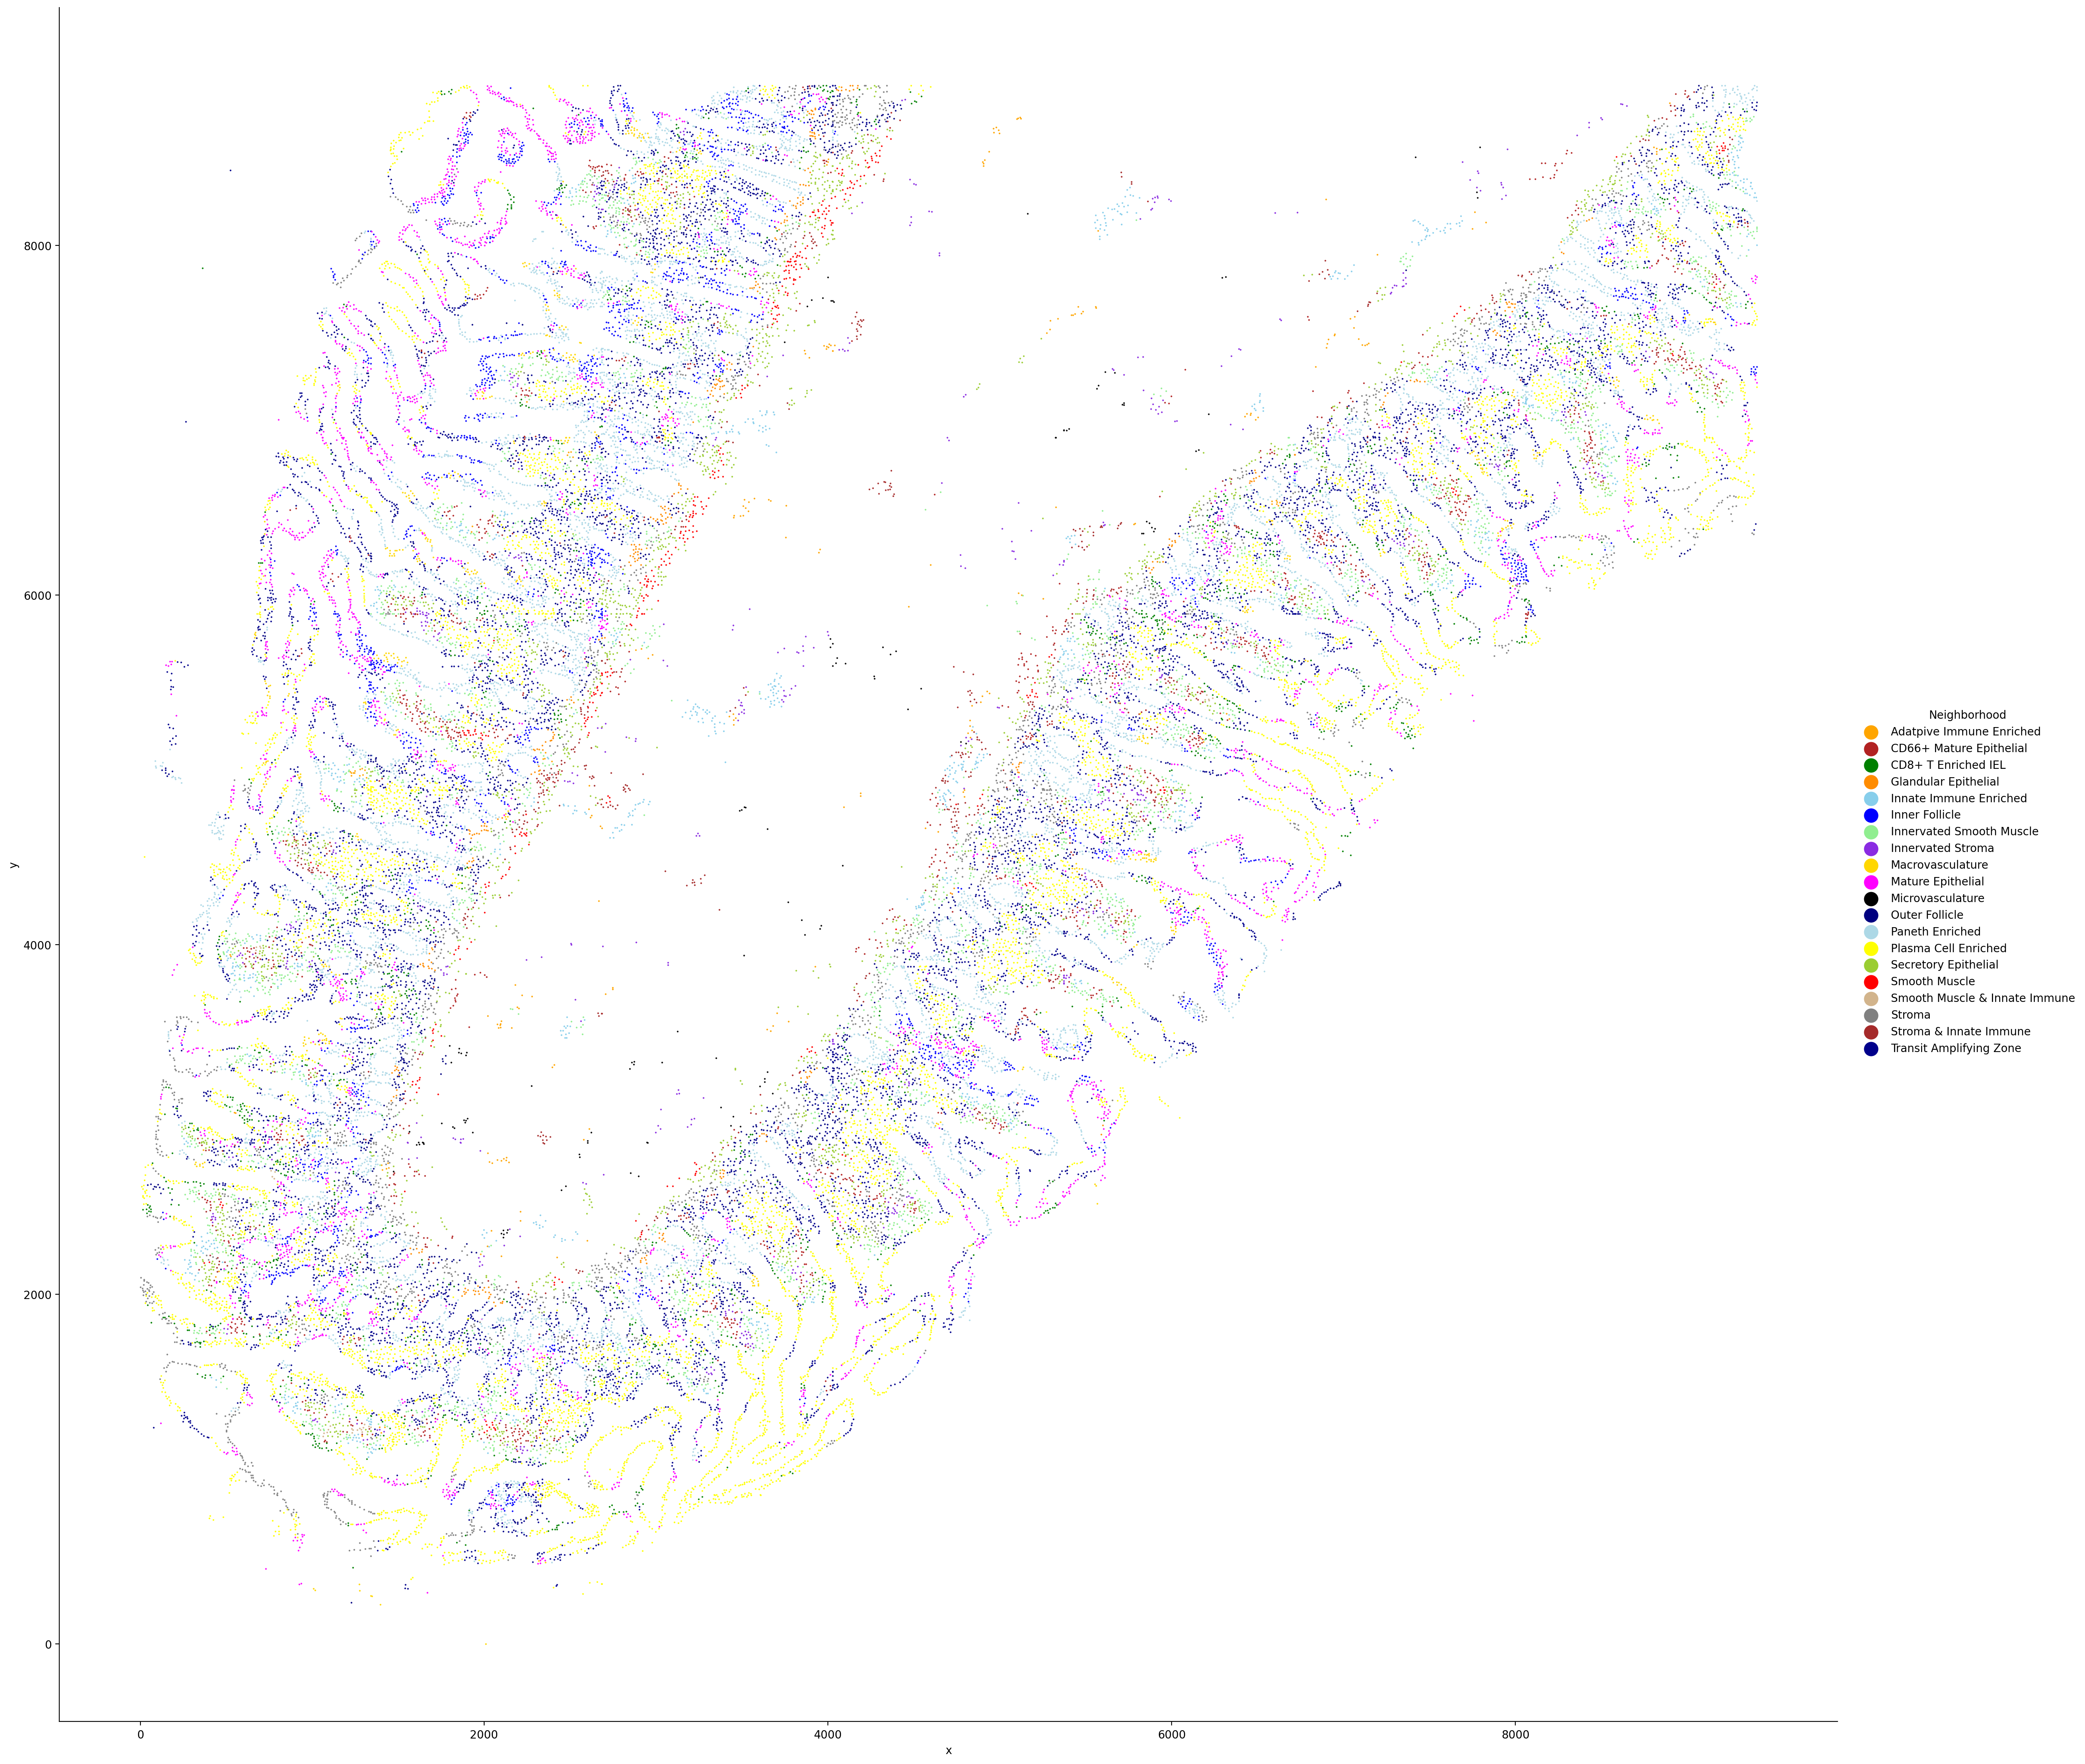 8000
6000
4000
2000
0
y
0 2000 4000 6000 8000
x
Neighborhood
Adatpive Immune Enriched
CD66+ Mature Epithelial
CD8+ T Enriched IEL
Glandular Epithelial
Innate Immune Enriched
Inner Follicle
Innervated Smooth Muscle
Innervated Stroma
Macrovasculature
Mature Epithelial
Microvasculature
Outer Follicle
Paneth Enriched
Plasma Cell Enriched
Secretory Epithelial
Smooth Muscle
Smooth Muscle & Innate Immune
Stroma
Stroma & Innate Immune
Transit Amplifying Zone